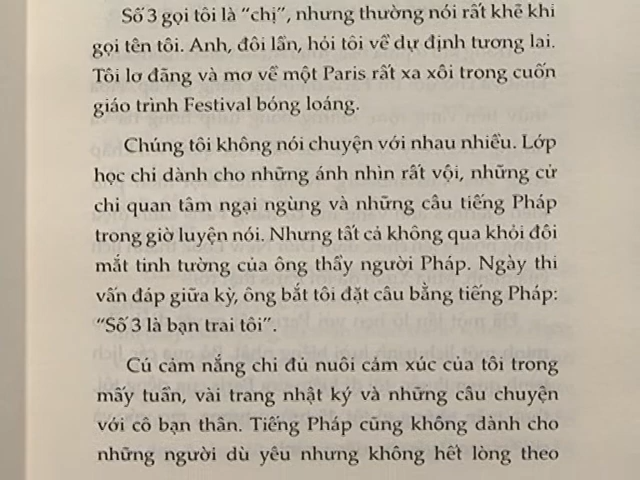 Số 3 gọi tôi là “chị”, nhưng thường nói rất khẽ khi
gọi tên tôi. Anh, đôi lần, hỏi tôi về dự định tương lai.
Tôi lơ đãng và mơ về một Paris rất xa xôi trong cuốn
giáo trình Festival bóng loáng.
Chúng tôi không nói chuyện với nhau nhiều. Lớp
học chỉ dành cho những ánh nhìn rất vội, những cử
chỉ quan tâm ngại ngùng và những câu tiếng Pháp
trong giờ luyện nói. Nhưng tất cả không qua khỏi đôi
mắt tinh tường của ông thầy người Pháp. Ngày thi
vấn đáp giữa kỳ, ông bắt tôi đặt câu bằng tiếng Pháp:
“Số 3 là bạn trai tôi”.
Cú cảm nắng chỉ đủ nuôi cảm xúc của tôi trong
mấy tuần, vài trang nhật ký và những câu chuyện
với cô bạn thân. Tiếng Pháp cũng không dành cho
những người dù yêu nhưng không hết lòng theo